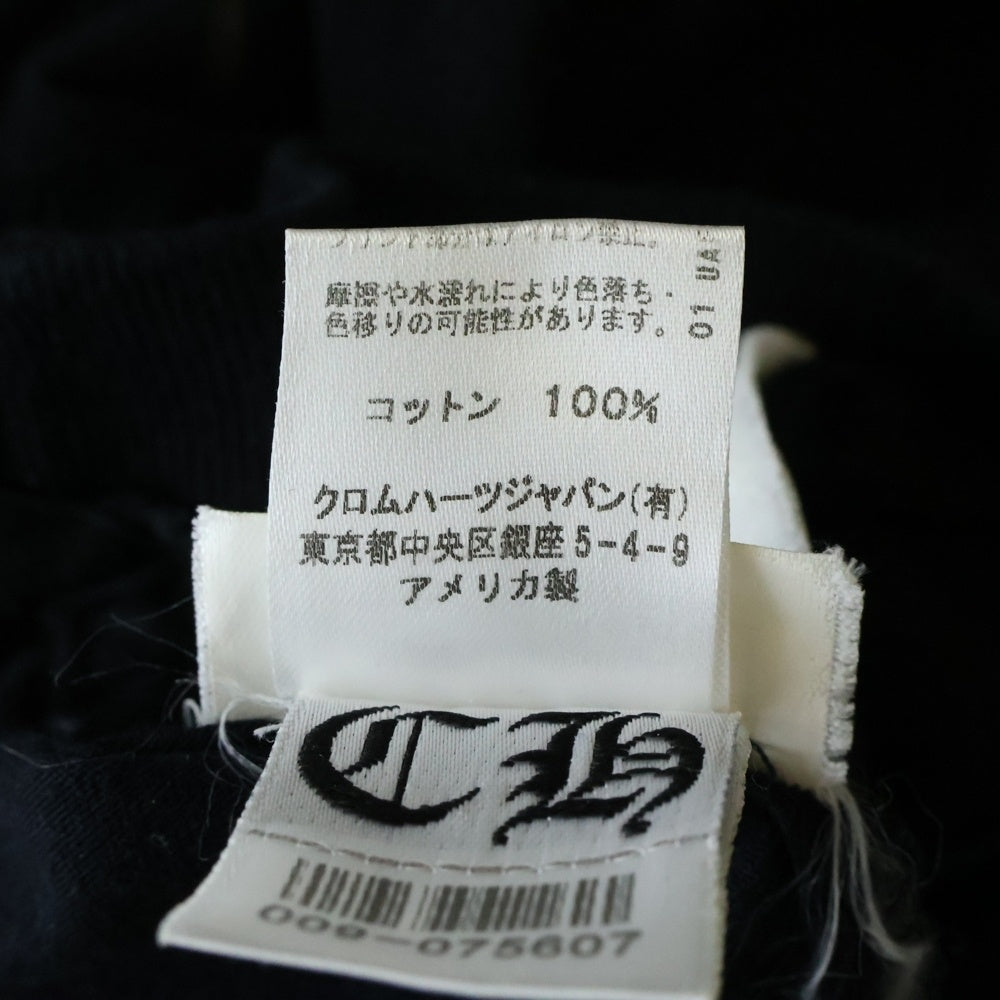 摩擦や水濡れにより色落ち・
色移りの可能性があります。
コットン 100%
クロムハーツジャパン(有)
東京都中央区銀座5-4-9
アメリカ製
01 UA
CH
009-075607